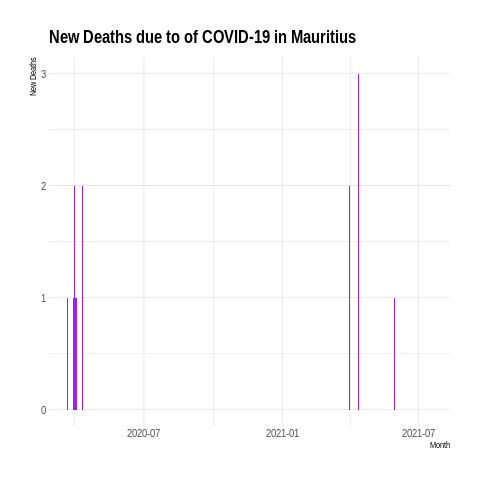 New Deaths due to of COVID-19 in Mauritius
New Deaths
3
2
1
0
2020-07
2021-01
2021-07
Month